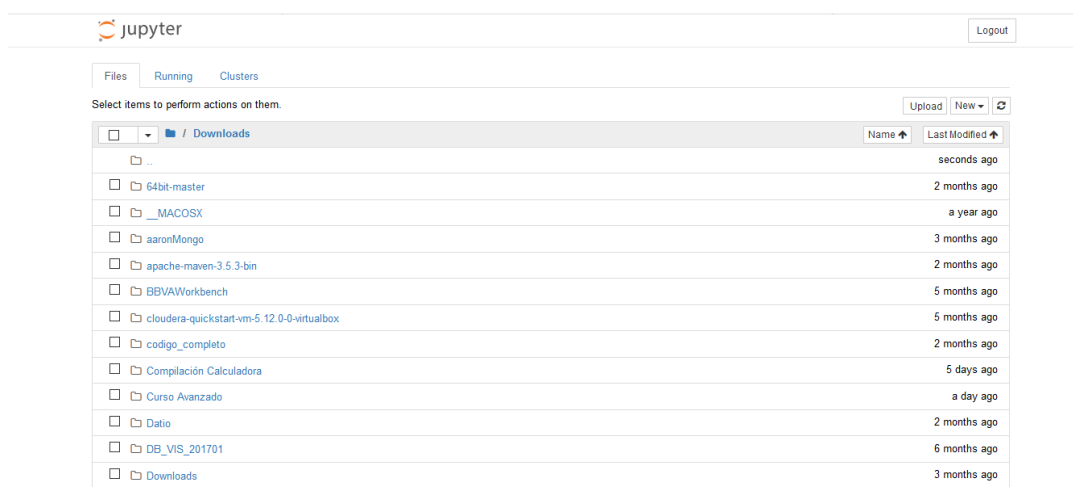 jupyter Logout
Files Running Clusters
Select items to perform actions on them. Upload New
/ Downloads Name Last Modified
.. seconds ago
64bit-master 2 months ago
__MACOSX a year ago
aaronMongo 3 months ago
apache-maven-3.5.3-bin 2 months ago
BBVAWorkbench 5 months ago
cloudera-quickstart-vm-5.12.0-0-virtualbox 5 months ago
codigo_completo 2 months ago
Compilación Calculadora 5 days ago
Curso Avanzado a day ago
Datio 2 months ago
DB_VIS_201701 6 months ago
Downloads 3 months ago